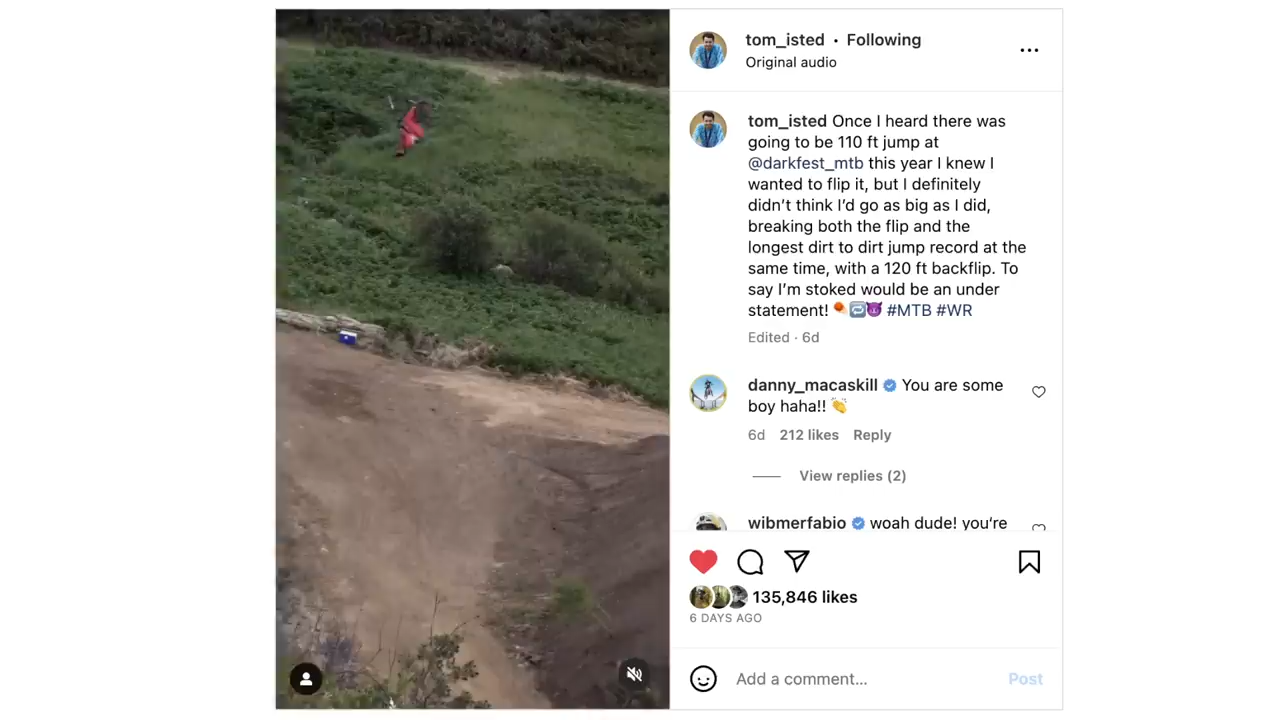 tom_isted • Following
Original audio
tom_isted Once I heard there was
going to be 110 ft jump at
@darkfest_mtb this year I knew I
wanted to flip it, but I definitely
didn't think I'd go as big as I did,
breaking both the flip and the
longest dirt to dirt jump record at the
same time, with a 120 ft backflip. To
say I'm stoked would be an under
statement! ☄️🔁😈 #MTB #WR
Edited · 6d
danny_macaskill You are some
boy haha!! 👏
6d 212 likes Reply
View replies (2)
wibmerfabio woah dude! you're
135,846 likes
6 DAYS AGO
Add a comment...
Post